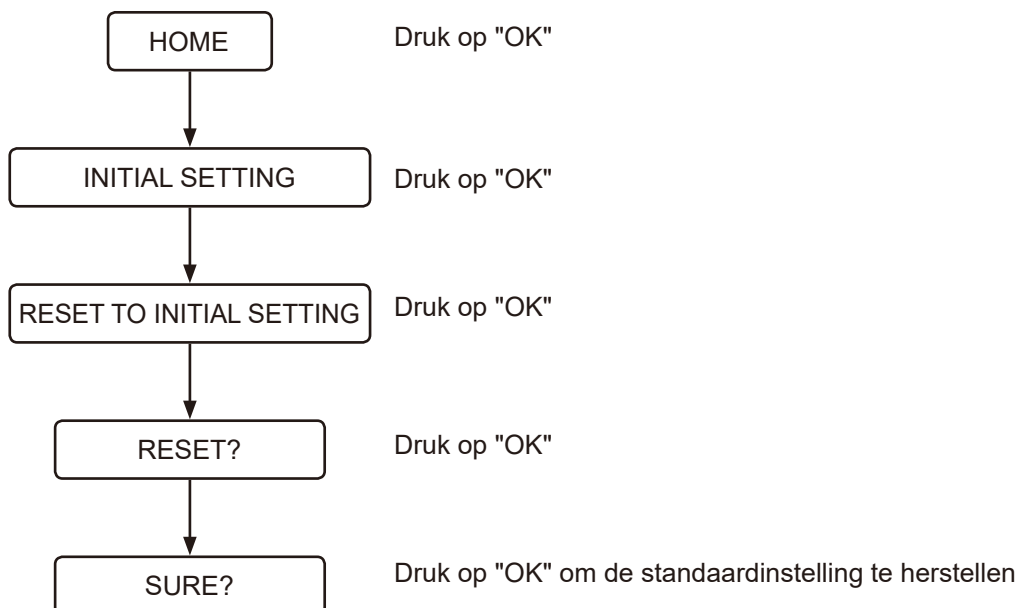 HOME Druk op "OK"
INITIAL SETTING Druk op "OK"
RESET TO INITIAL SETTING Druk op "OK"
RESET? Druk op "OK"
SURE? Druk op "OK" om de standaardinstelling te herstellen